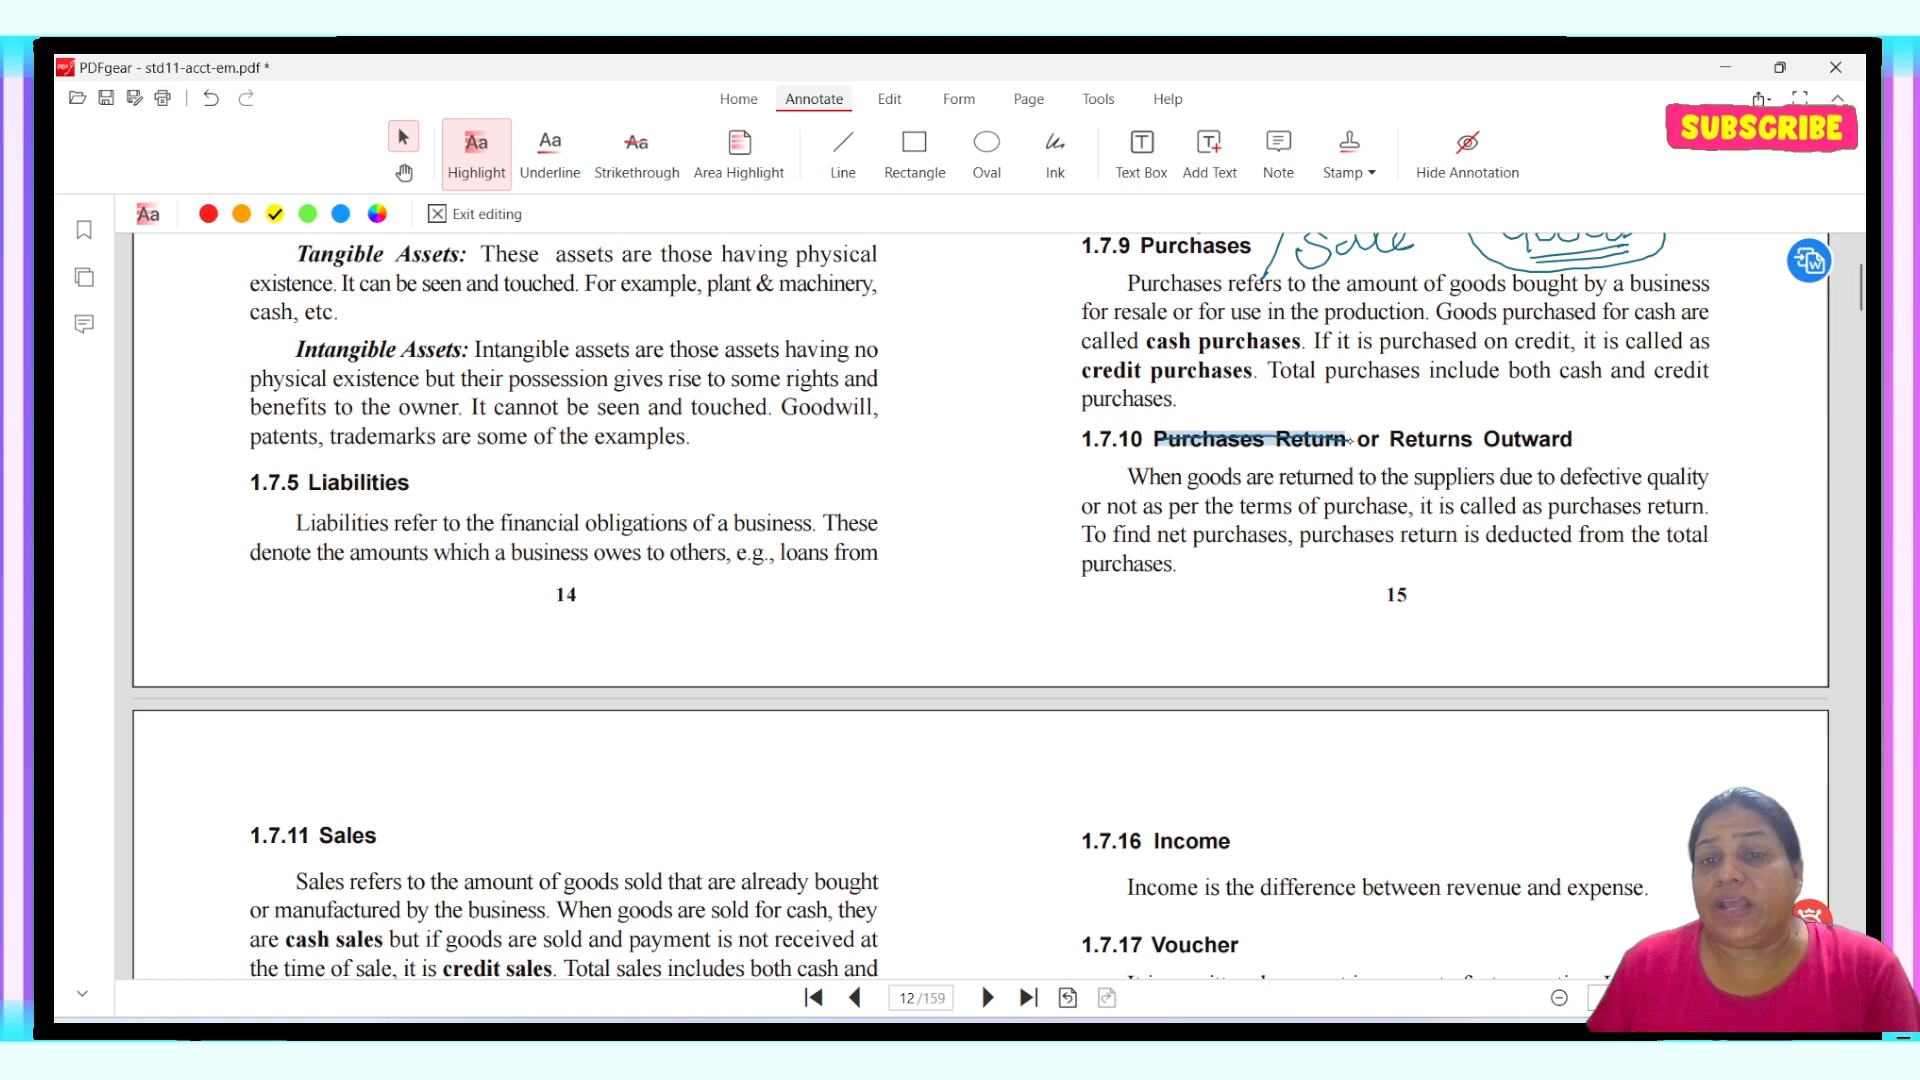 PDFgear - std11-acct-em.pdf *
Home Annotate Edit Form Page Tools Help
SUBSCRIBE
Highlight Underline Strikethrough Area Highlight Line Rectangle Oval Ink Text Box Add Text Note Stamp Hide Annotation
Exit editing
Tangible Assets: These assets are those having physical
existence. It can be seen and touched. For example, plant & machinery,
cash, etc.
Intangible Assets: Intangible assets are those assets having no
physical existence but their possession gives rise to some rights and
benefits to the owner. It cannot be seen and touched. Goodwill,
patents, trademarks are some of the examples.
1.7.5 Liabilities
Liabilities refer to the financial obligations of a business. These
denote the amounts which a business owes to others, e.g., loans from
14
1.7.9 Purchases
Sale
Purchases refers to the amount of goods bought by a business
for resale or for use in the production. Goods purchased for cash are
called cash purchases. If it is purchased on credit, it is called as
credit purchases. Total purchases include both cash and credit
purchases.
1.7.10 Purchases Return or Returns Outward
When goods are returned to the suppliers due to defective quality
or not as per the terms of purchase, it is called as purchases return.
To find net purchases, purchases return is deducted from the total
purchases.
15
1.7.11 Sales
Sales refers to the amount of goods sold that are already bought
or manufactured by the business. When goods are sold for cash, they
are cash sales but if goods are sold and payment is not received at
the time of sale, it is credit sales. Total sales includes both cash and
1.7.16 Income
Income is the difference between revenue and expense.
1.7.17 Voucher
12 /159